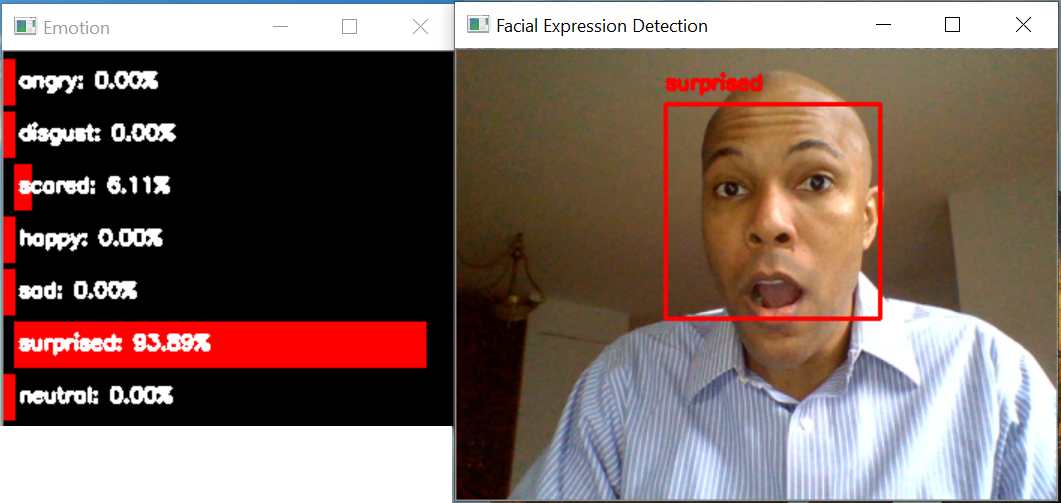 Emotion
angry: 0.00%
disgust: 0.00%
scared: 6.11%
happy: 0.00%
sad: 0.00%
surprised: 93.89%
neutral: 0.00%
Facial Expression Detection
surprised